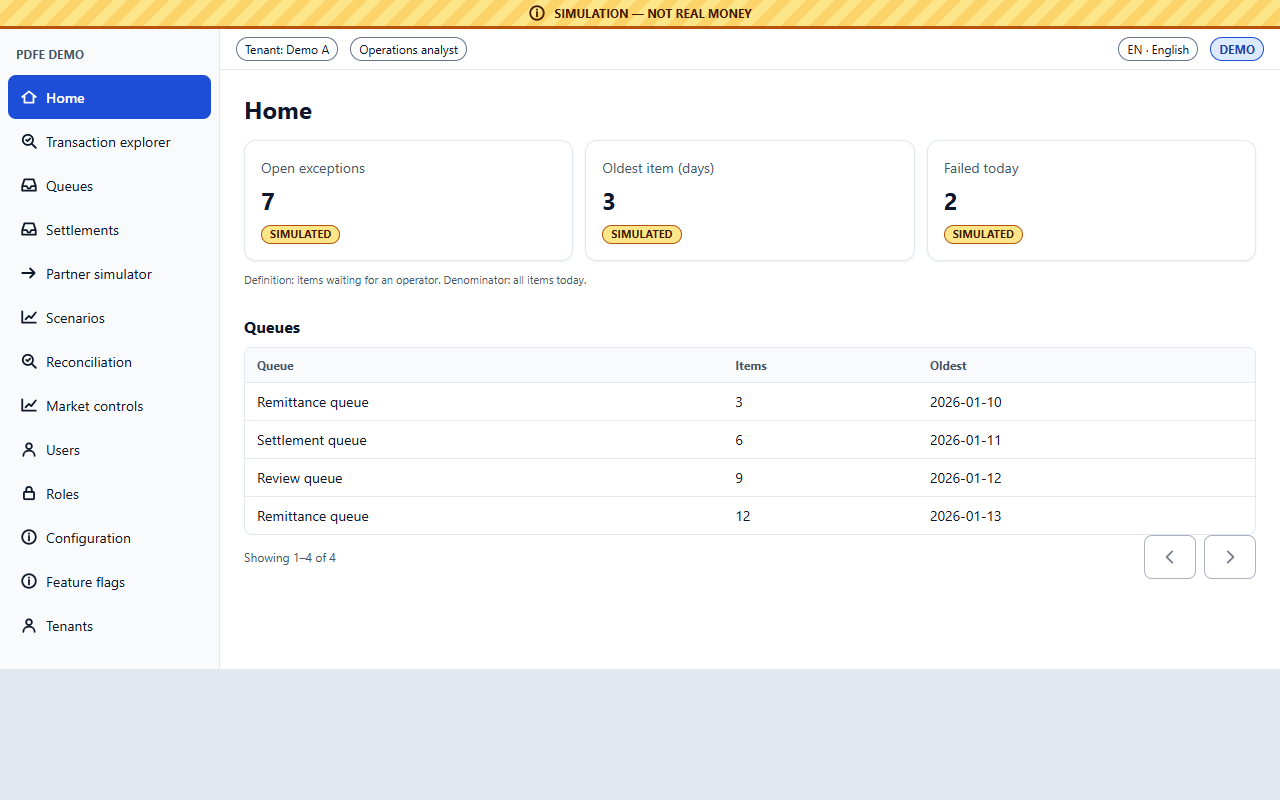 SIMULATION — NOT REAL MONEY
PDFE DEMO
Tenant: Demo A
Operations analyst
EN · English
DEMO
Home
Transaction explorer
Queues
Settlements
Partner simulator
Scenarios
Reconciliation
Market controls
Users
Roles
Configuration
Feature flags
Tenants
Home
Open exceptions
7
SIMULATED
Oldest item (days)
3
SIMULATED
Failed today
2
SIMULATED
Definition: items waiting for an operator. Denominator: all items today.
Queues
Queue Items Oldest
Remittance queue 3 2026-01-10
Settlement queue 6 2026-01-11
Review queue 9 2026-01-12
Remittance queue 12 2026-01-13
Showing 1–4 of 4